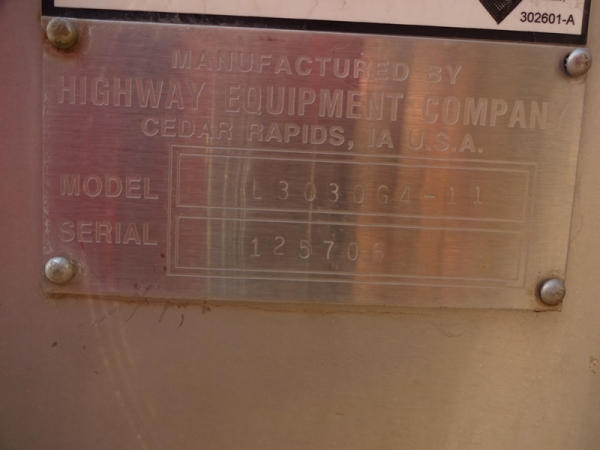 302601-A
MANUFACTURED BY
HIGHWAY EQUIPMENT COMPAN
CEDAR RAPIDS, IA U.S.A.
MODEL L3030G4-11
SERIAL 125706